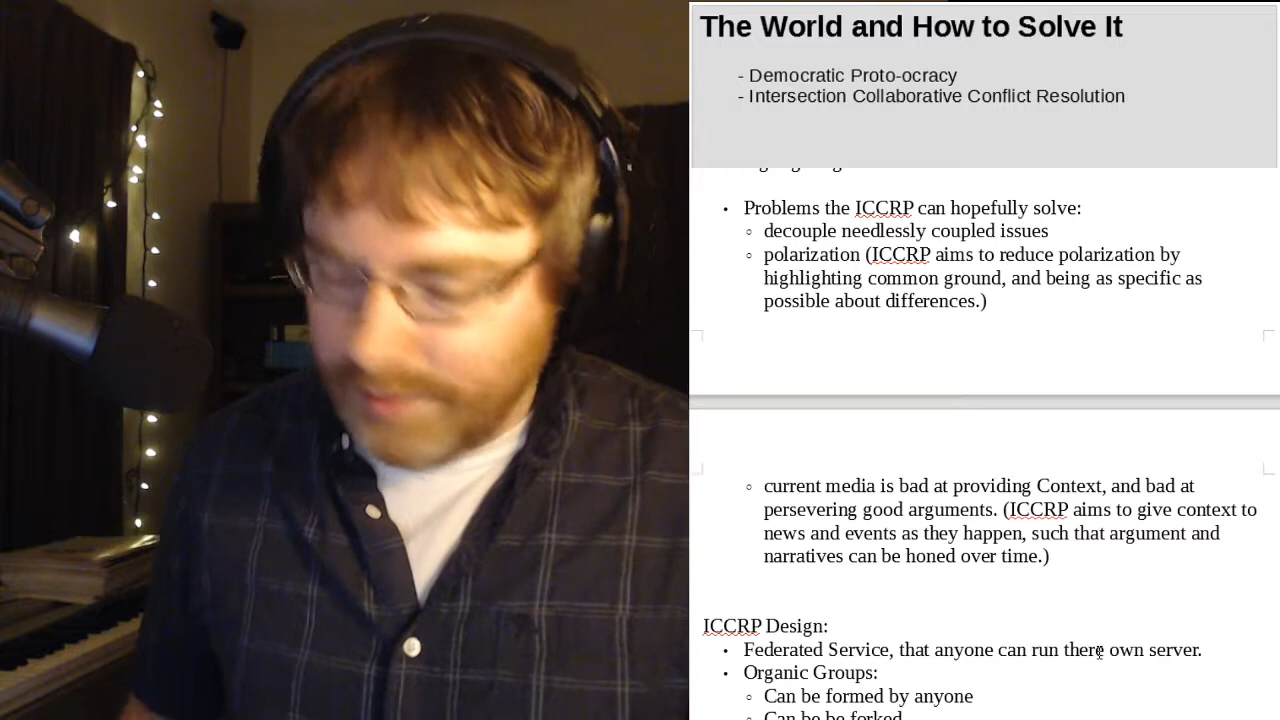 The World and How to Solve It
- Democratic Proto-ocracy
- Intersection Collaborative Conflict Resolution
• Problems the ICCRP can hopefully solve:
◦ decouple needlessly coupled issues
◦ polarization (ICCRP aims to reduce polarization by
highlighting common ground, and being as specific as
possible about differences.)
◦ current media is bad at providing Context, and bad at
persevering good arguments. (ICCRP aims to give context to
news and events as they happen, such that argument and
narratives can be honed over time.)
ICCRP Design:
• Federated Service, that anyone can run there own server.
• Organic Groups:
◦ Can be formed by anyone
◦ Can be be forked